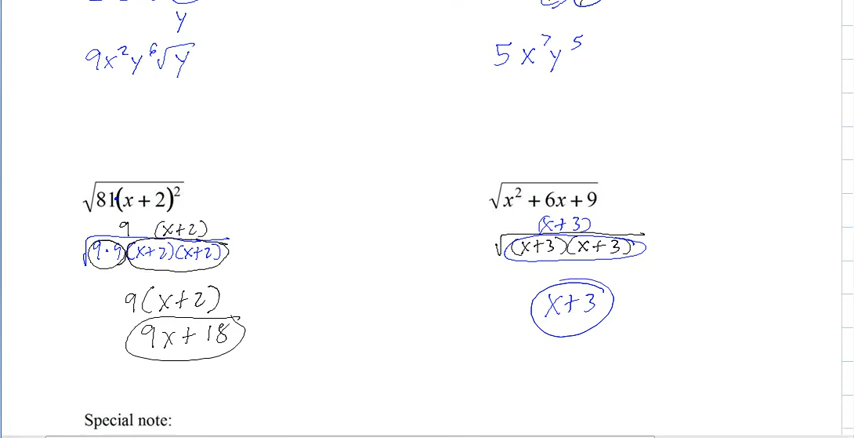 y
9x²y⁶√y
5x⁷y⁵
√81(x + 2)²
√x² + 6x + 9
9 (x+2)
(x+3)
√9·9(x+2)(x+2)
√(x+3)(x+3)
9(x+2)
x+3
9x+18
Special note: